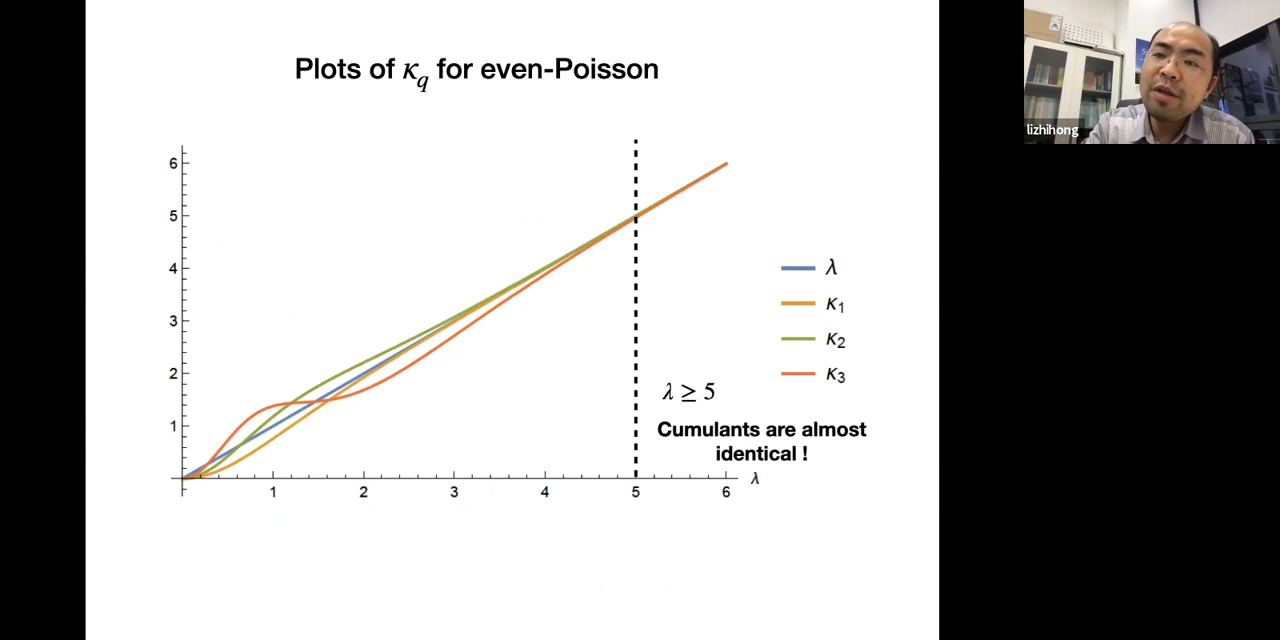 Plots of κq for even-Poisson
6
5
4
3
2
1
1 2 3 4 5 6 λ
λ
κ1
κ2
κ3
λ ≥ 5
Cumulants are almost
identical !
lizhihong